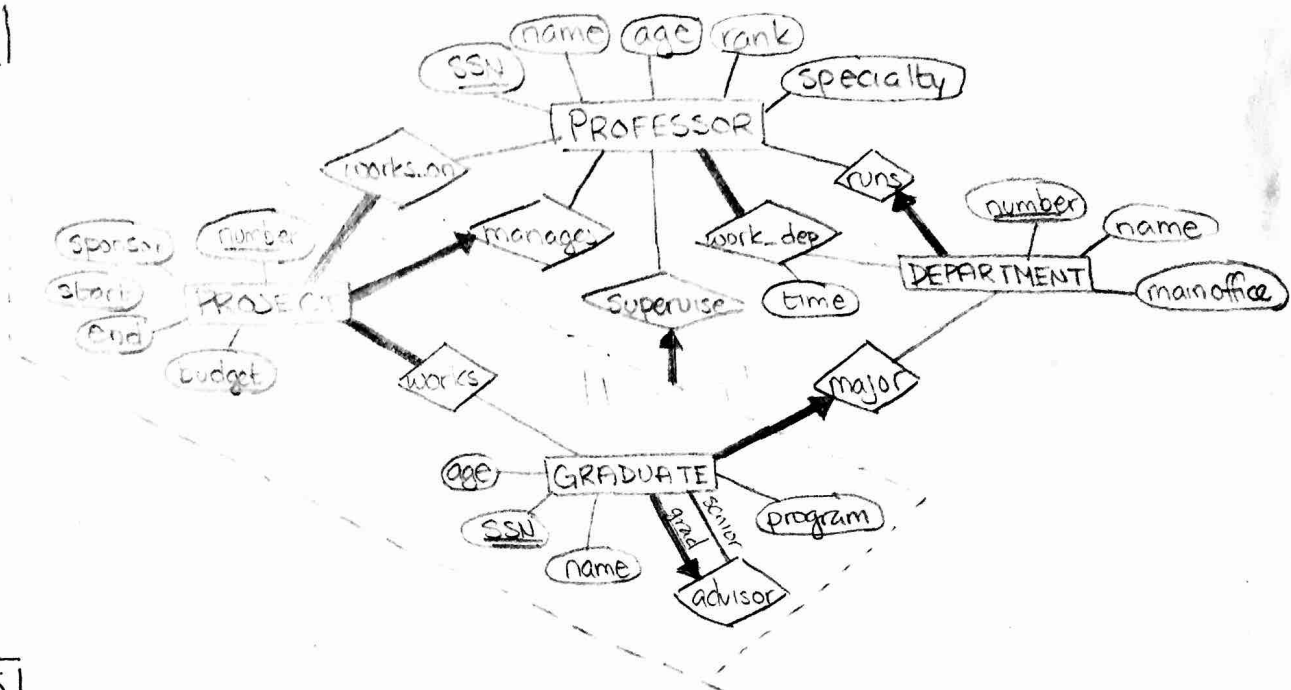 name age rank
SSN
specialty
PROFESSOR
works_on
runs
number
name
sponsor
number
manages
work_dep
DEPARTMENT
mainoffice
start
PROJECT
supervise
time
end
budget
works
major
age
GRADUATE
SSN
grad
senior
program
name
advisor